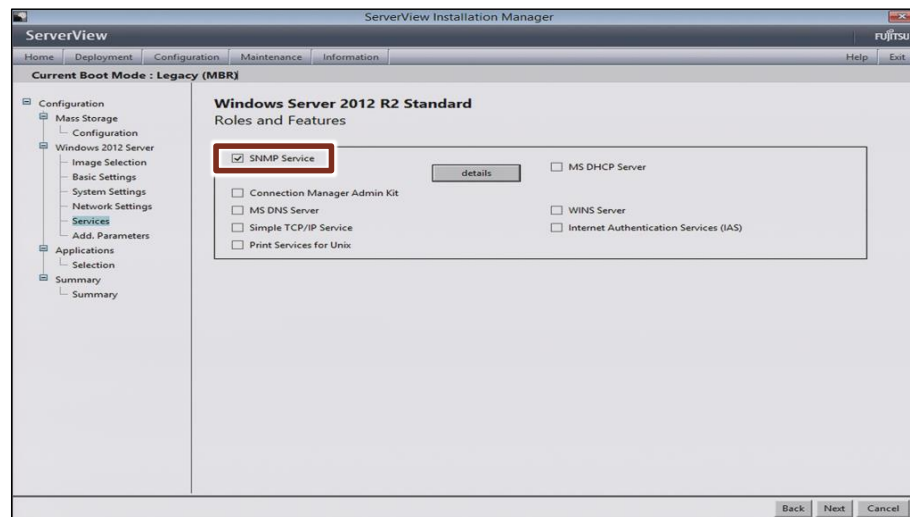 ServerView Installation Manager
ServerView
FUJITSU
Home Deployment Configuration Maintenance Information Help Exit
Current Boot Mode : Legacy (MBR)
Configuration
Mass Storage
Configuration
Windows 2012 Server
Image Selection
Basic Settings
System Settings
Network Settings
Services
Add. Parameters
Applications
Selection
Summary
Summary
Windows Server 2012 R2 Standard
Roles and Features
SNMP Service
details
MS DHCP Server
Connection Manager Admin Kit
MS DNS Server
WINS Server
Simple TCP/IP Service
Internet Authentication Services (IAS)
Print Services for Unix
Back Next Cancel